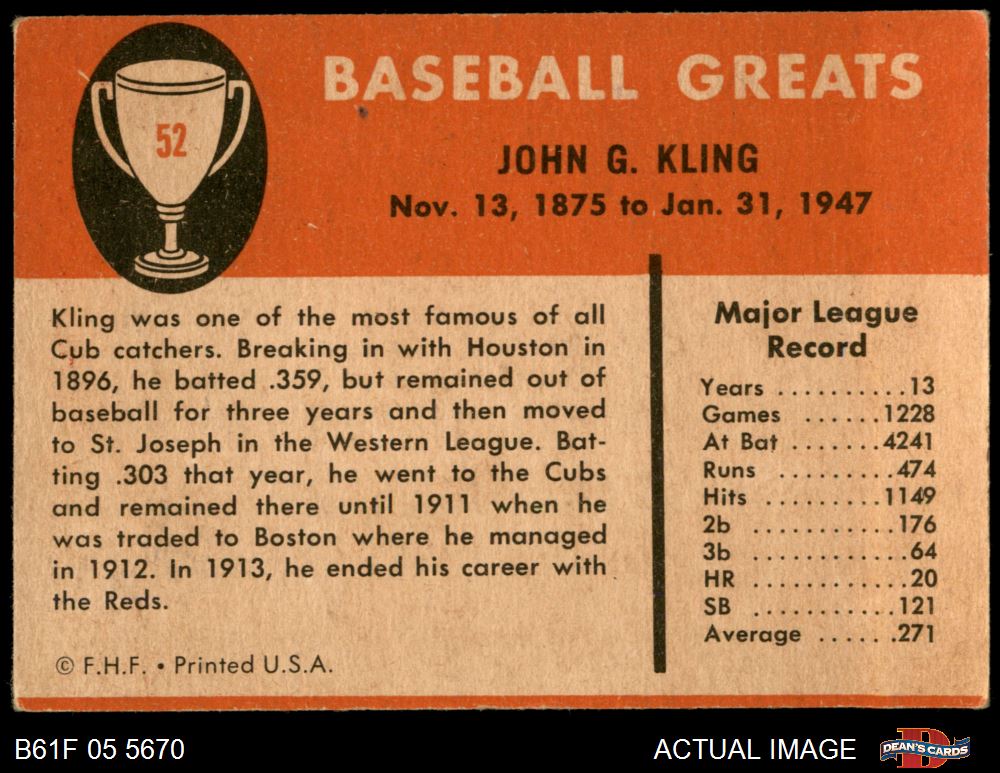 52
BASEBALL GREATS
JOHN G. KLING
Nov. 13, 1875 to Jan. 31, 1947
Kling was one of the most famous of all
Cub catchers. Breaking in with Houston in
1896, he batted .359, but remained out of
baseball for three years and then moved
to St. Joseph in the Western League. Bat-
ting .303 that year, he went to the Cubs
and remained there until 1911 when he
was traded to Boston where he managed
in 1912. In 1913, he ended his career with
the Reds.
© F.H.F. • Printed U.S.A.
Major League
Record
Years ..........13
Games ......1228
At Bat .......4241
Runs .........474
Hits ..........1149
2b ...........176
3b ............64
HR ............20
SB ...........121
Average ......271
B61F 05 5670
ACTUAL IMAGE
DEAN'S CARDS